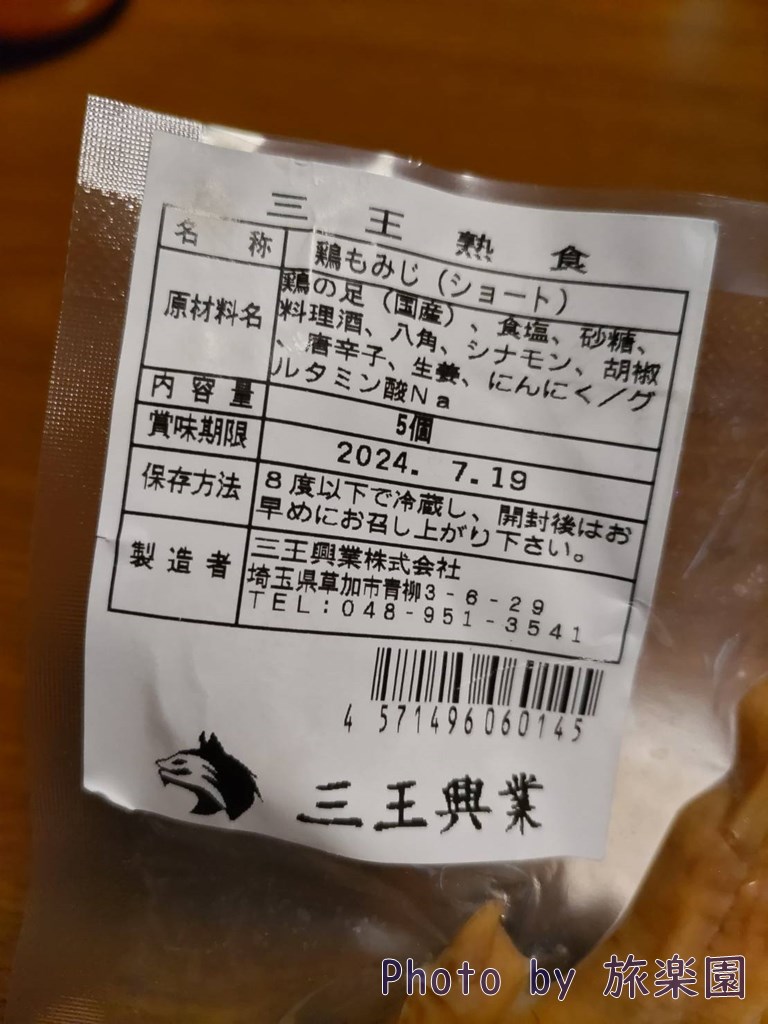 三王熟食
名称 鶏もみじ（ショート）
原材料名 鶏の足（国産）、食塩、砂糖、
料理酒、八角、シナモン、胡椒
、唐辛子、生姜、にんにく／グ
ルタミン酸Ｎａ
内容量 5個
賞味期限 2024. 7.19
保存方法 ８度以下で冷蔵し、開封後はお
早めにお召し上がり下さい。
製造者 三王興業株式会社
埼玉県草加市青柳3－6－29
ＴＥＬ：048－951－3541
4 571496060145
三王興業
Photo by 旅楽園